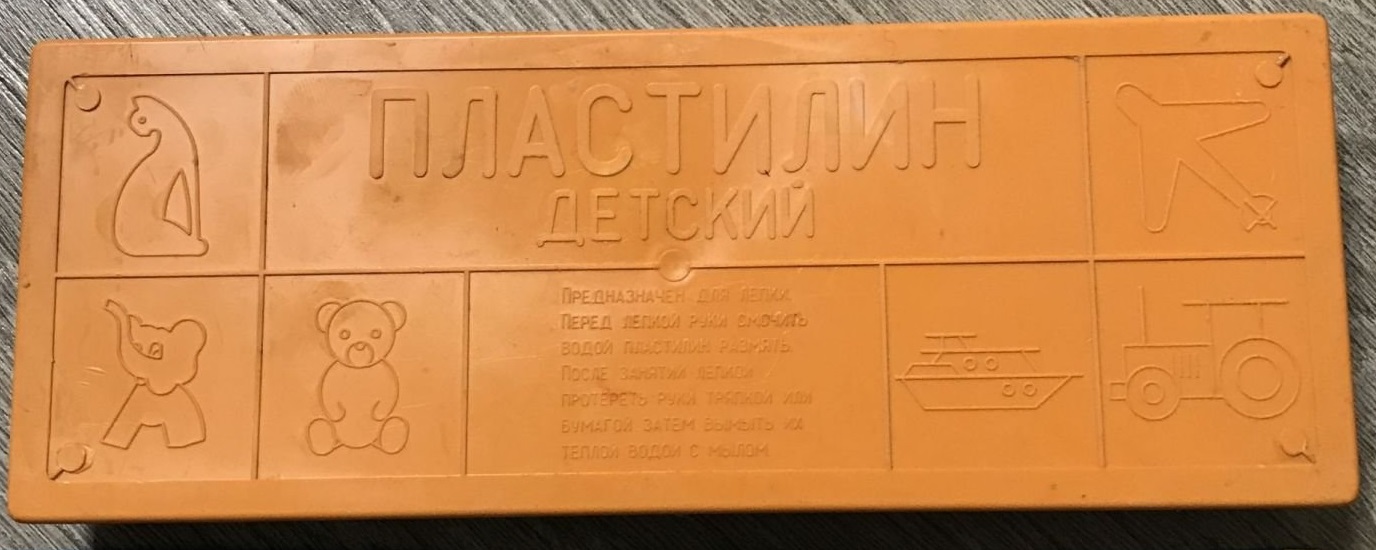 ПЛАСТИЛИН
ДЕТСКИЙ
ПРЕДНАЗНАЧЕН ДЛЯ ЛЕПКИ
ПЕРЕД ЛЕПКОЙ РУКИ СМОЧИТЬ
ВОДОЙ ПЛАСТИЛИН РАЗМЯТЬ
ПОСЛЕ ЗАНЯТИЙ ЛЕПКОЙ
ПРОТЕРЕТЬ РУКИ ТРЯПКОЙ ИЛИ
БУМАГОЙ ЗАТЕМ ВЫМЫТЬ ИХ
ТЕПЛОЙ ВОДОЙ С МЫЛОМ